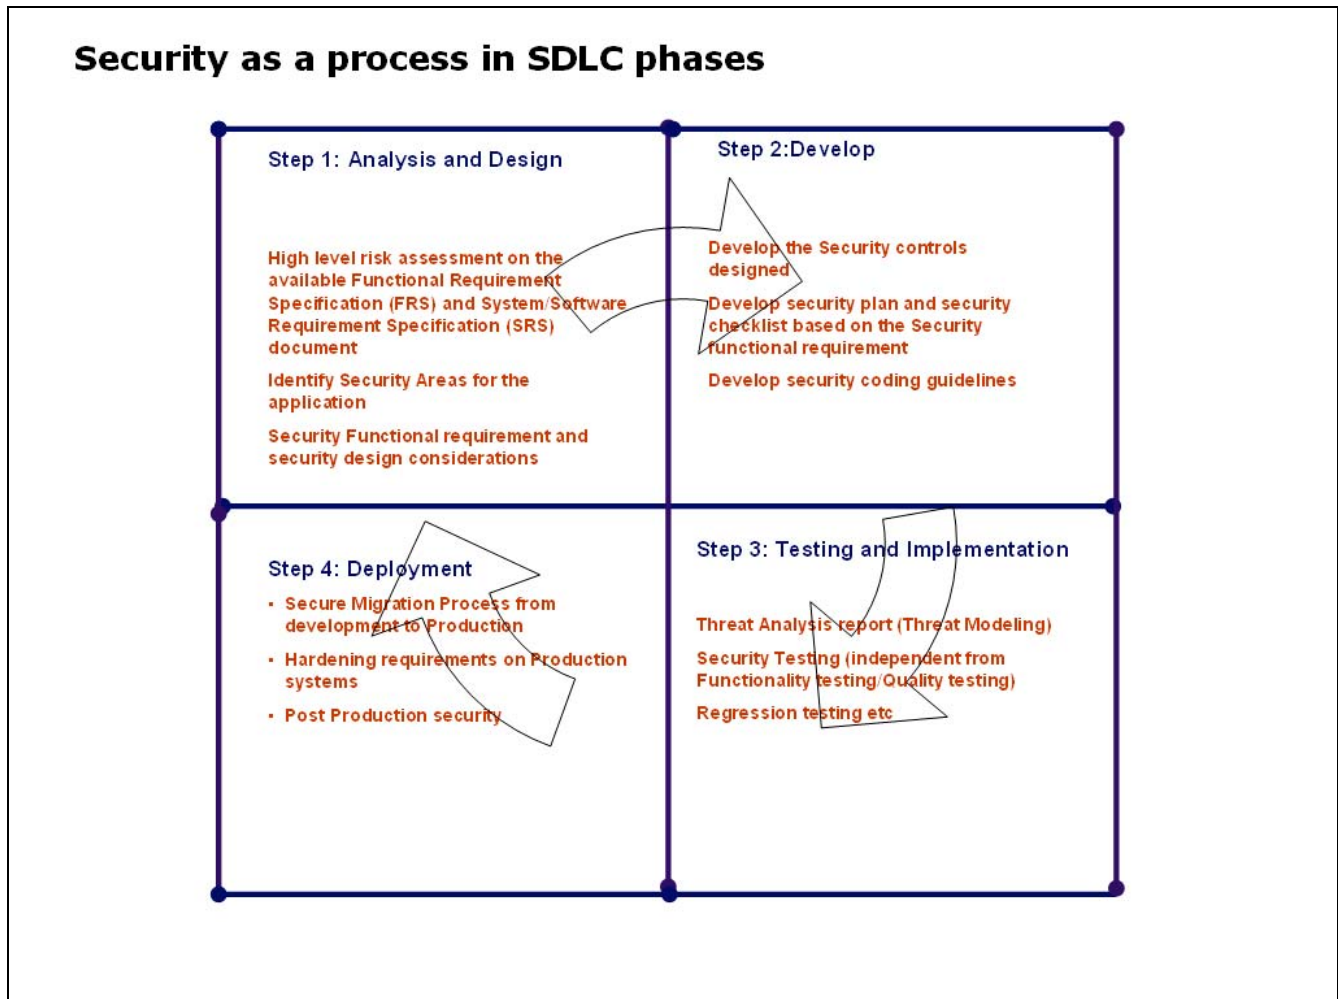 Security as a process in SDLC phases
Step 1: Analysis and Design
High level risk assessment on the
available Functional Requirement
Specification (FRS) and System/Software
Requirement Specification (SRS)
document
Identify Security Areas for the
application
Security Functional requirement and
security design considerations
Step 2:Develop
Develop the Security controls
designed
Develop security plan and security
checklist based on the Security
functional requirement
Develop security coding guidelines
Step 3: Testing and Implementation
Threat Analysis report (Threat Modeling)
Security Testing (independent from
Functionality testing/Quality testing)
Regression testing etc
Step 4: Deployment
▪ Secure Migration Process from
development to Production
▪ Hardening requirements on Production
systems
▪ Post Production security